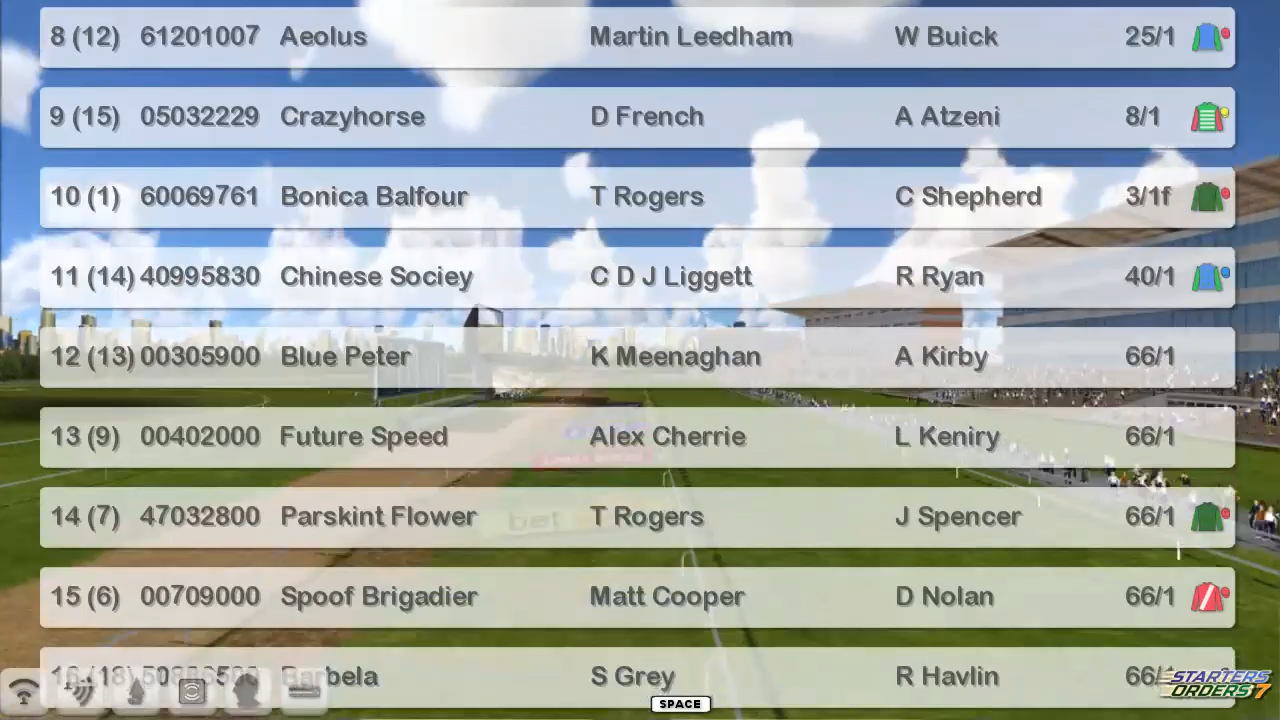 8 (12) 61201007 Aeolus Martin Leedham W Buick 25/1
9 (15) 05032229 Crazyhorse D French A Atzeni 8/1
10 (1) 60069761 Bonica Balfour T Rogers C Shepherd 3/1f
11 (14) 40995830 Chinese Sociey C D J Liggett R Ryan 40/1
12 (13) 00305900 Blue Peter K Meenaghan A Kirby 66/1
13 (9) 00402000 Future Speed Alex Cherrie L Keniry 66/1
bet
14 (7) 47032800 Parskint Flower T Rogers J Spencer 66/1
15 (6) 00709000 Spoof Brigadier Matt Cooper D Nolan 66/1
16 (18) Barbela S Grey R Havlin
STARTERS ORDERS 7
SPACE